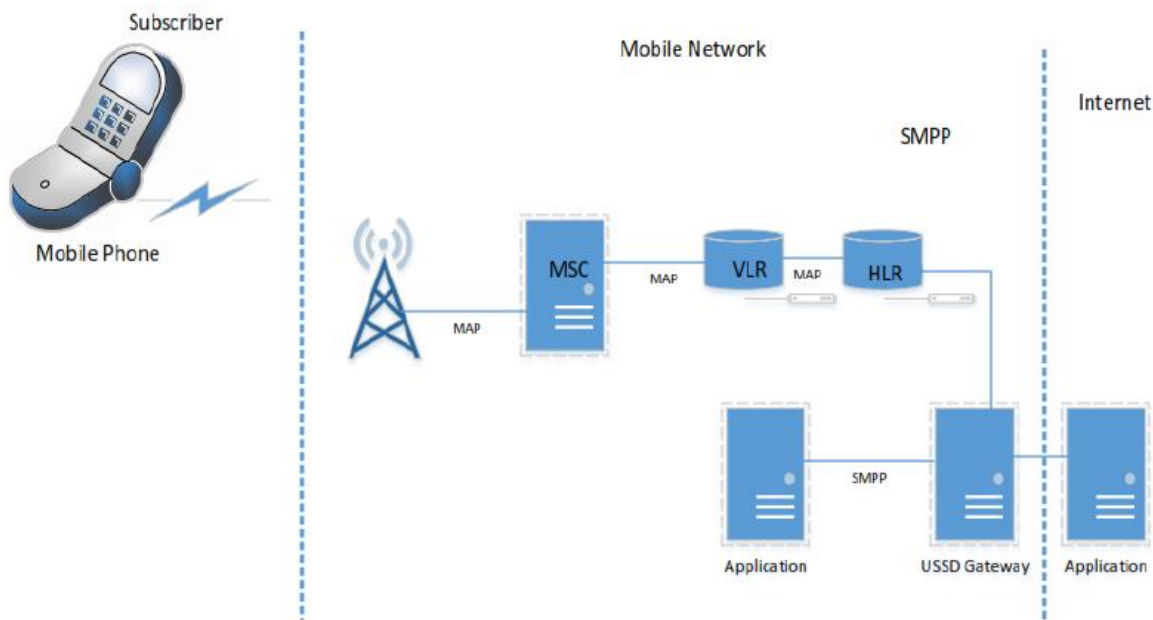 Subscriber
Mobile Network
Internet
SMPP
Mobile Phone
MSC
VLR
HLR
MAP
MAP
MAP
SMPP
Application
USSD Gateway
Application